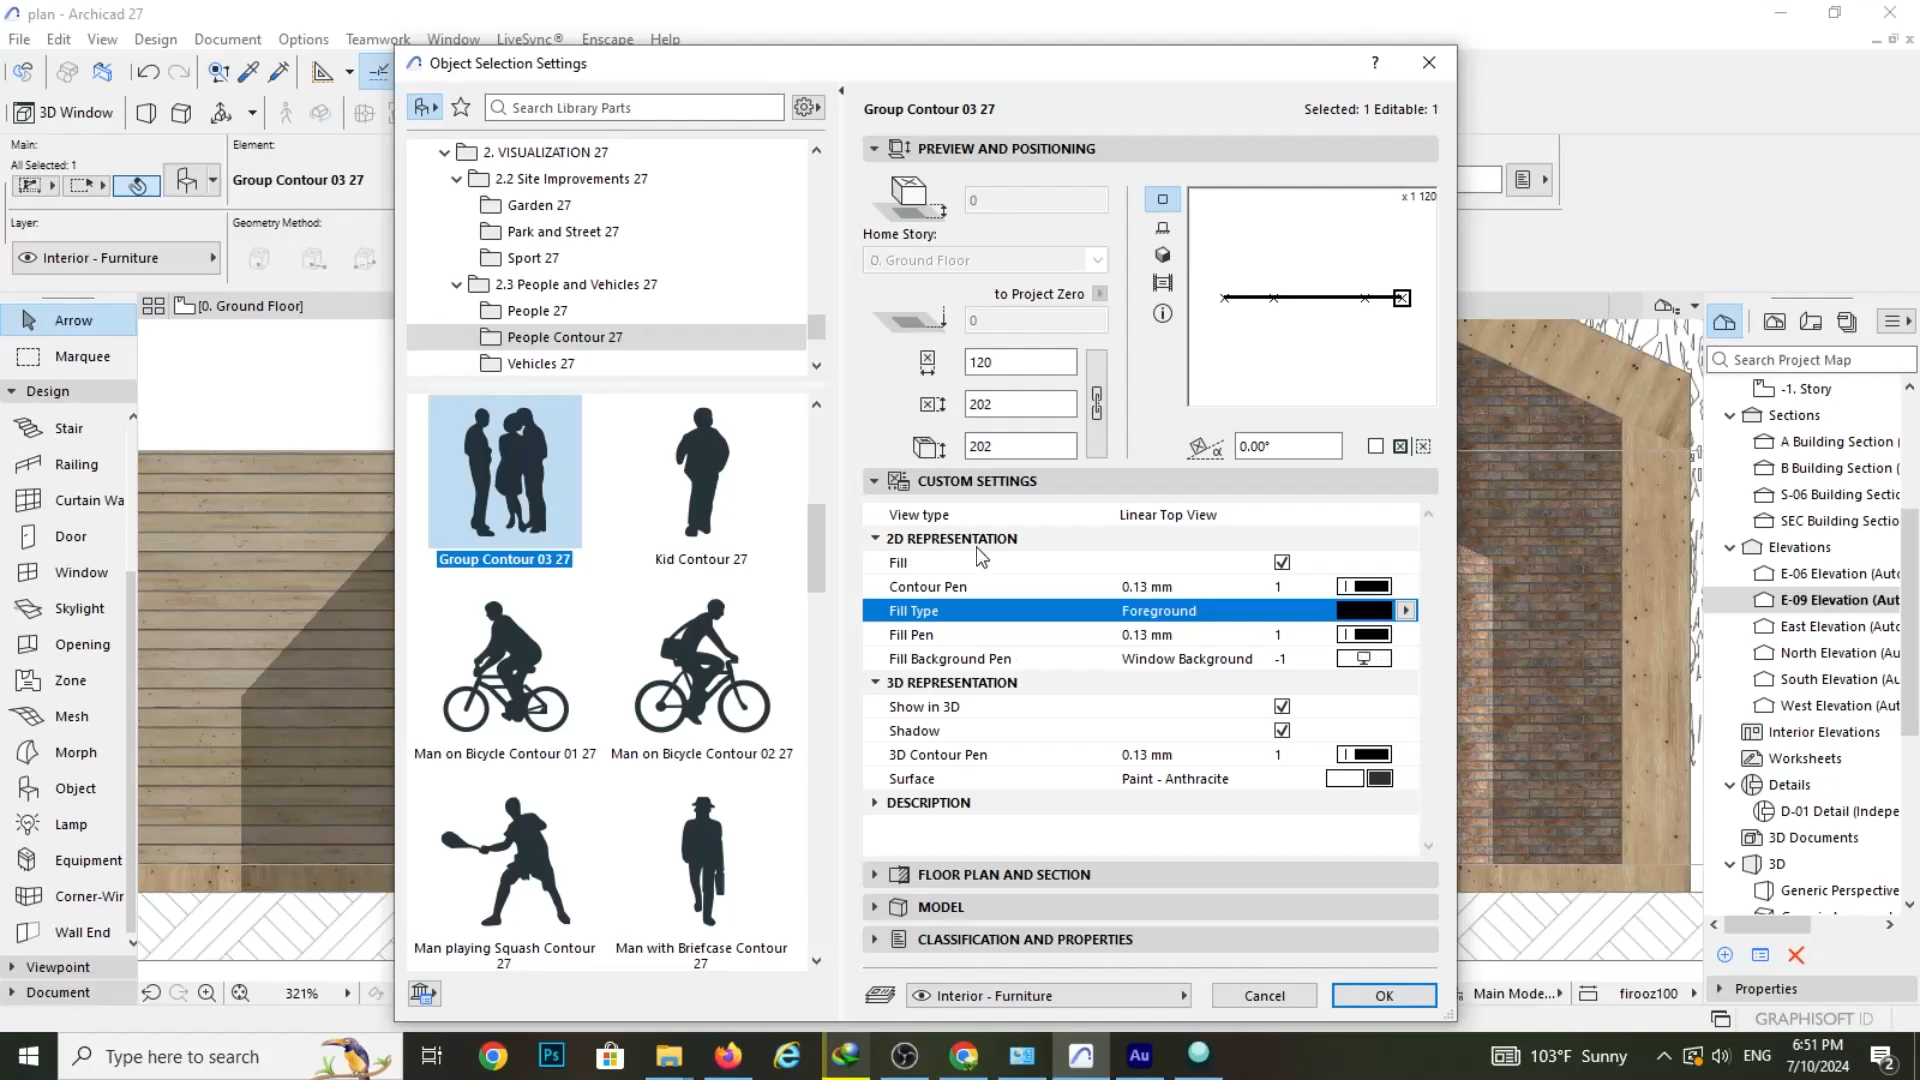 plan - Archicad 27
File Edit View Design Document Options Teamwork Window LiveSync® Enscape Help
3D Window
Main:
All Selected: 1
Element:
Group Contour 03 27
Layer:
Geometry Method:
Interior - Furniture
[0. Ground Floor]
Arrow
Marquee
Design
Stair
Railing
Curtain Wa
Door
Window
Skylight
Opening
Zone
Mesh
Morph
Object
Lamp
Equipment
Corner-Wir
Wall End
Viewpoint
Document
321%
Object Selection Settings
?
Search Library Parts
2. VISUALIZATION 27
2.2 Site Improvements 27
Garden 27
Park and Street 27
Sport 27
2.3 People and Vehicles 27
People 27
People Contour 27
Vehicles 27
Group Contour 03 27
Kid Contour 27
Man on Bicycle Contour 01 27
Man on Bicycle Contour 02 27
Man playing Squash Contour 27
Man with Briefcase Contour 27
Group Contour 03 27
Selected: 1 Editable: 1
PREVIEW AND POSITIONING
0
Home Story:
0. Ground Floor
to Project Zero
0
120
202
202
x 1 120
α
0.00°
CUSTOM SETTINGS
View type Linear Top View
2D REPRESENTATION
Fill
Contour Pen 0.13 mm 1
Fill Type Foreground
Fill Pen 0.13 mm 1
Fill Background Pen Window Background -1
3D REPRESENTATION
Show in 3D
Shadow
3D Contour Pen 0.13 mm 1
Surface Paint - Anthracite
DESCRIPTION
FLOOR PLAN AND SECTION
MODEL
CLASSIFICATION AND PROPERTIES
Interior - Furniture
Cancel
OK
Search Project Map
-1. Story
Sections
A Building Section (
B Building Section (
S-06 Building Sectic
SEC Building Sectio
Elevations
E-06 Elevation (Autc
E-09 Elevation (Aut
East Elevation (Autc
North Elevation (Au
South Elevation (Au
West Elevation (Aut
Interior Elevations
Worksheets
Details
D-01 Detail (Indepe
3D Documents
3D
Generic Perspective
Properties
Main Mode...
firooz100
GRAPHISOFT ID
Type here to search
Ps
Au
103°F Sunny
ENG
6:51 PM
7/10/2024
2